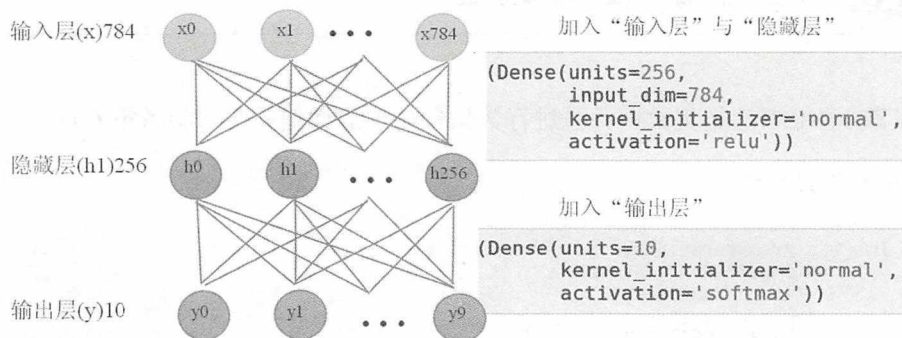 输入层(x)784
x0
x1
x784
加入“输入层”与“隐藏层”
(Dense(units=256,
input_dim=784,
kernel_initializer='normal',
activation='relu'))
隐藏层(h1)256
h0
h1
h256
加入“输出层”
(Dense(units=10,
kernel_initializer='normal',
activation='softmax'))
输出层(y)10
y0
y1
y9